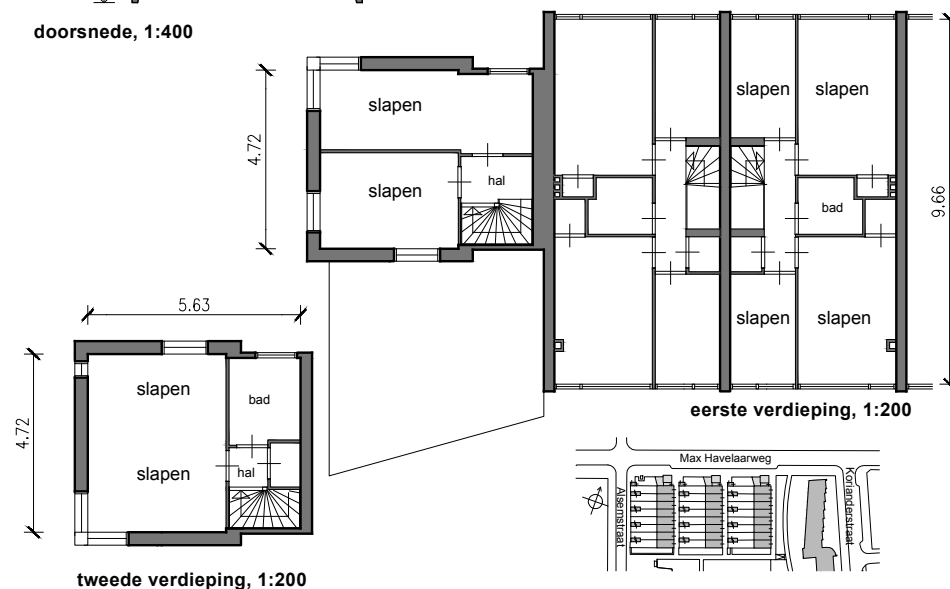 doorsnede, 1:400
4.72
slapen
slapen
hal
slapen
slapen
bad
slapen
slapen
9.66
eerste verdieping, 1:200
5.63
4.72
slapen
bad
slapen
hal
tweede verdieping, 1:200
Max Havelaarweg
Alsemstraat
Korianderstraat